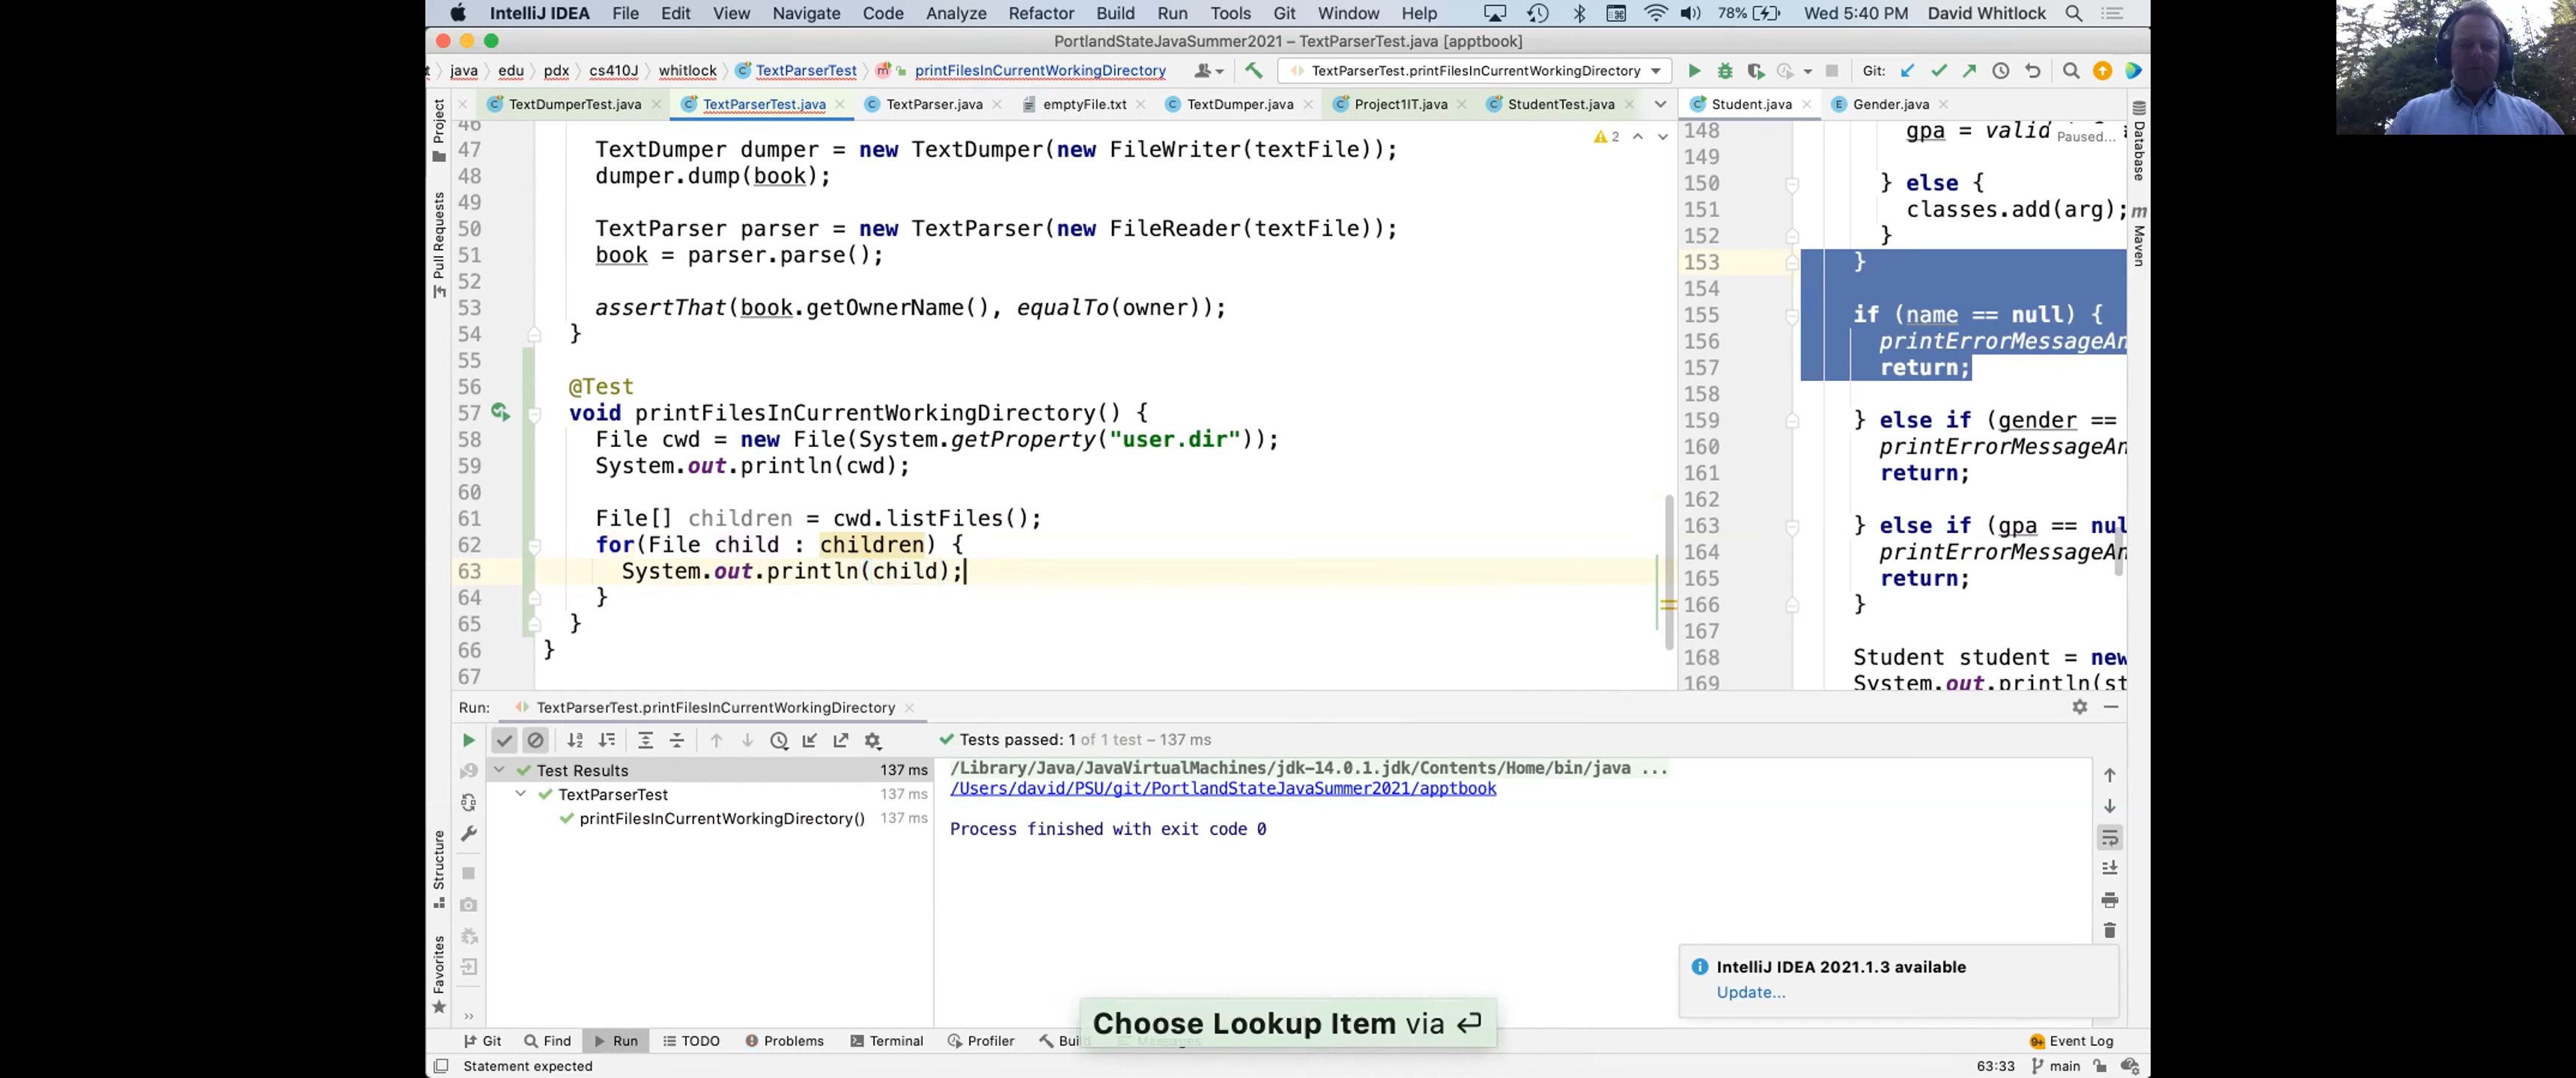 IntelliJ IDEA File Edit View Navigate Code Analyze Refactor Build Run Tools Git Window Help 78% Wed 5:40 PM David Whitlock
PortlandStateJavaSummer2021 – TextParserTest.java [apptbook]
java edu pdx cs410J whitlock TextParserTest printFilesInCurrentWorkingDirectory TextParserTest.printFilesInCurrentWorkingDirectory Git:
TextDumperTest.java TextParserTest.java TextParser.java emptyFile.txt TextDumper.java Project1IT.java StudentTest.java
46
47 TextDumper dumper = new TextDumper(new FileWriter(textFile));
48 dumper.dump(book);
49
50 TextParser parser = new TextParser(new FileReader(textFile));
51 book = parser.parse();
52
53 assertThat(book.getOwnerName(), equalTo(owner));
54 }
55
56 @Test
57 void printFilesInCurrentWorkingDirectory() {
58 File cwd = new File(System.getProperty("user.dir"));
59 System.out.println(cwd);
60
61 File[] children = cwd.listFiles();
62 for(File child : children) {
63 System.out.println(child);
64 }
65 }
66 }
67
2
Student.java Gender.java
148 gpa = valid Paused...
149
150 } else {
151 classes.add(arg);
152 }
153 }
154
155 if (name == null) {
156 printErrorMessageAn
157 return;
158
159 } else if (gender ==
160 printErrorMessageAn
161 return;
162
163 } else if (gpa == nul
164 printErrorMessageAn
165 return;
166 }
167
168 Student student = new
169 System.out.println(st
Project
Pull Requests
Structure
Favorites
Database
Maven
Run: TextParserTest.printFilesInCurrentWorkingDirectory
Tests passed: 1 of 1 test – 137 ms
Test Results 137 ms
TextParserTest 137 ms
printFilesInCurrentWorkingDirectory() 137 ms
/Library/Java/JavaVirtualMachines/jdk-14.0.1.jdk/Contents/Home/bin/java ...
/Users/david/PSU/git/PortlandStateJavaSummer2021/apptbook
Process finished with exit code 0
IntelliJ IDEA 2021.1.3 available
Update...
Choose Lookup Item via ⏎
Git Find Run TODO Problems Terminal Profiler Messages Event Log
Statement expected 63:33 main